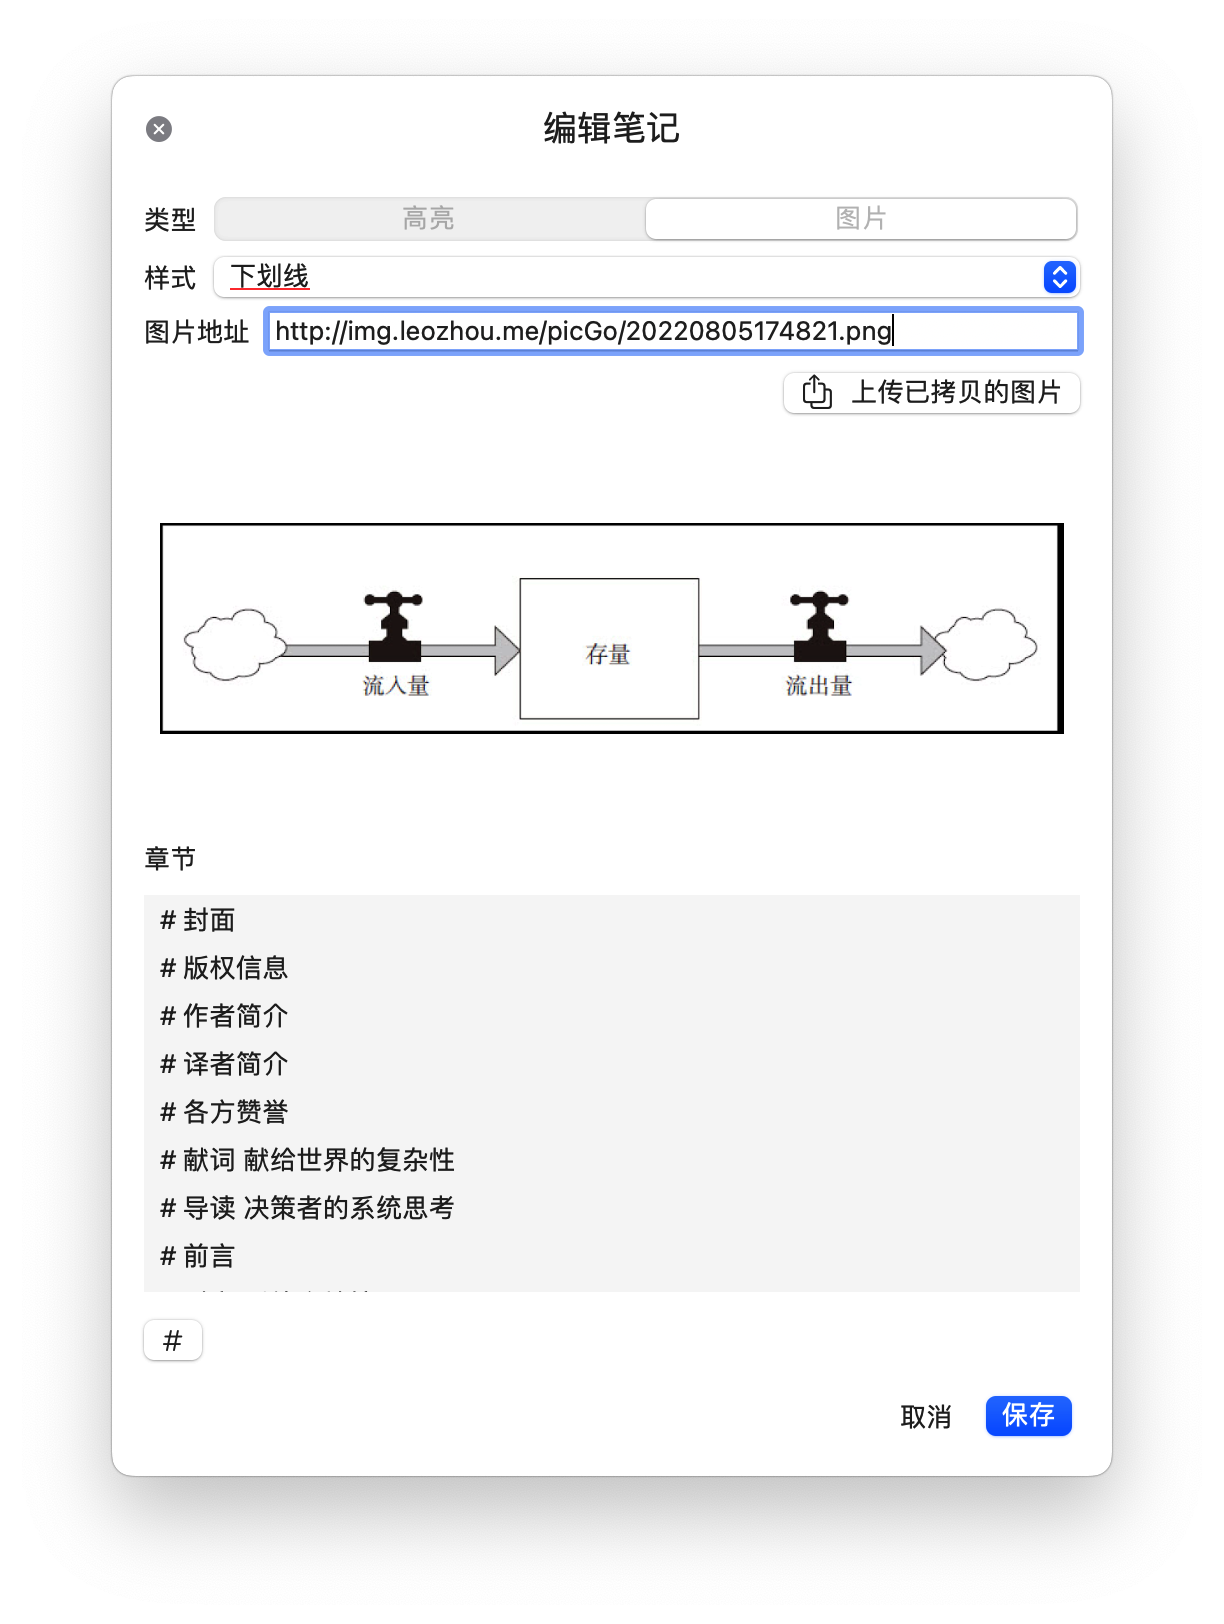 编辑笔记
类型 高亮 图片
样式 下划线
图片地址 http://img.leozhou.me/picGo/20220805174821.png
上传已拷贝的图片
存量
流入量 流出量
章节
# 封面
# 版权信息
# 作者简介
# 译者简介
# 各方赞誉
# 献词 献给世界的复杂性
# 导读 决策者的系统思考
# 前言
#
取消 保存